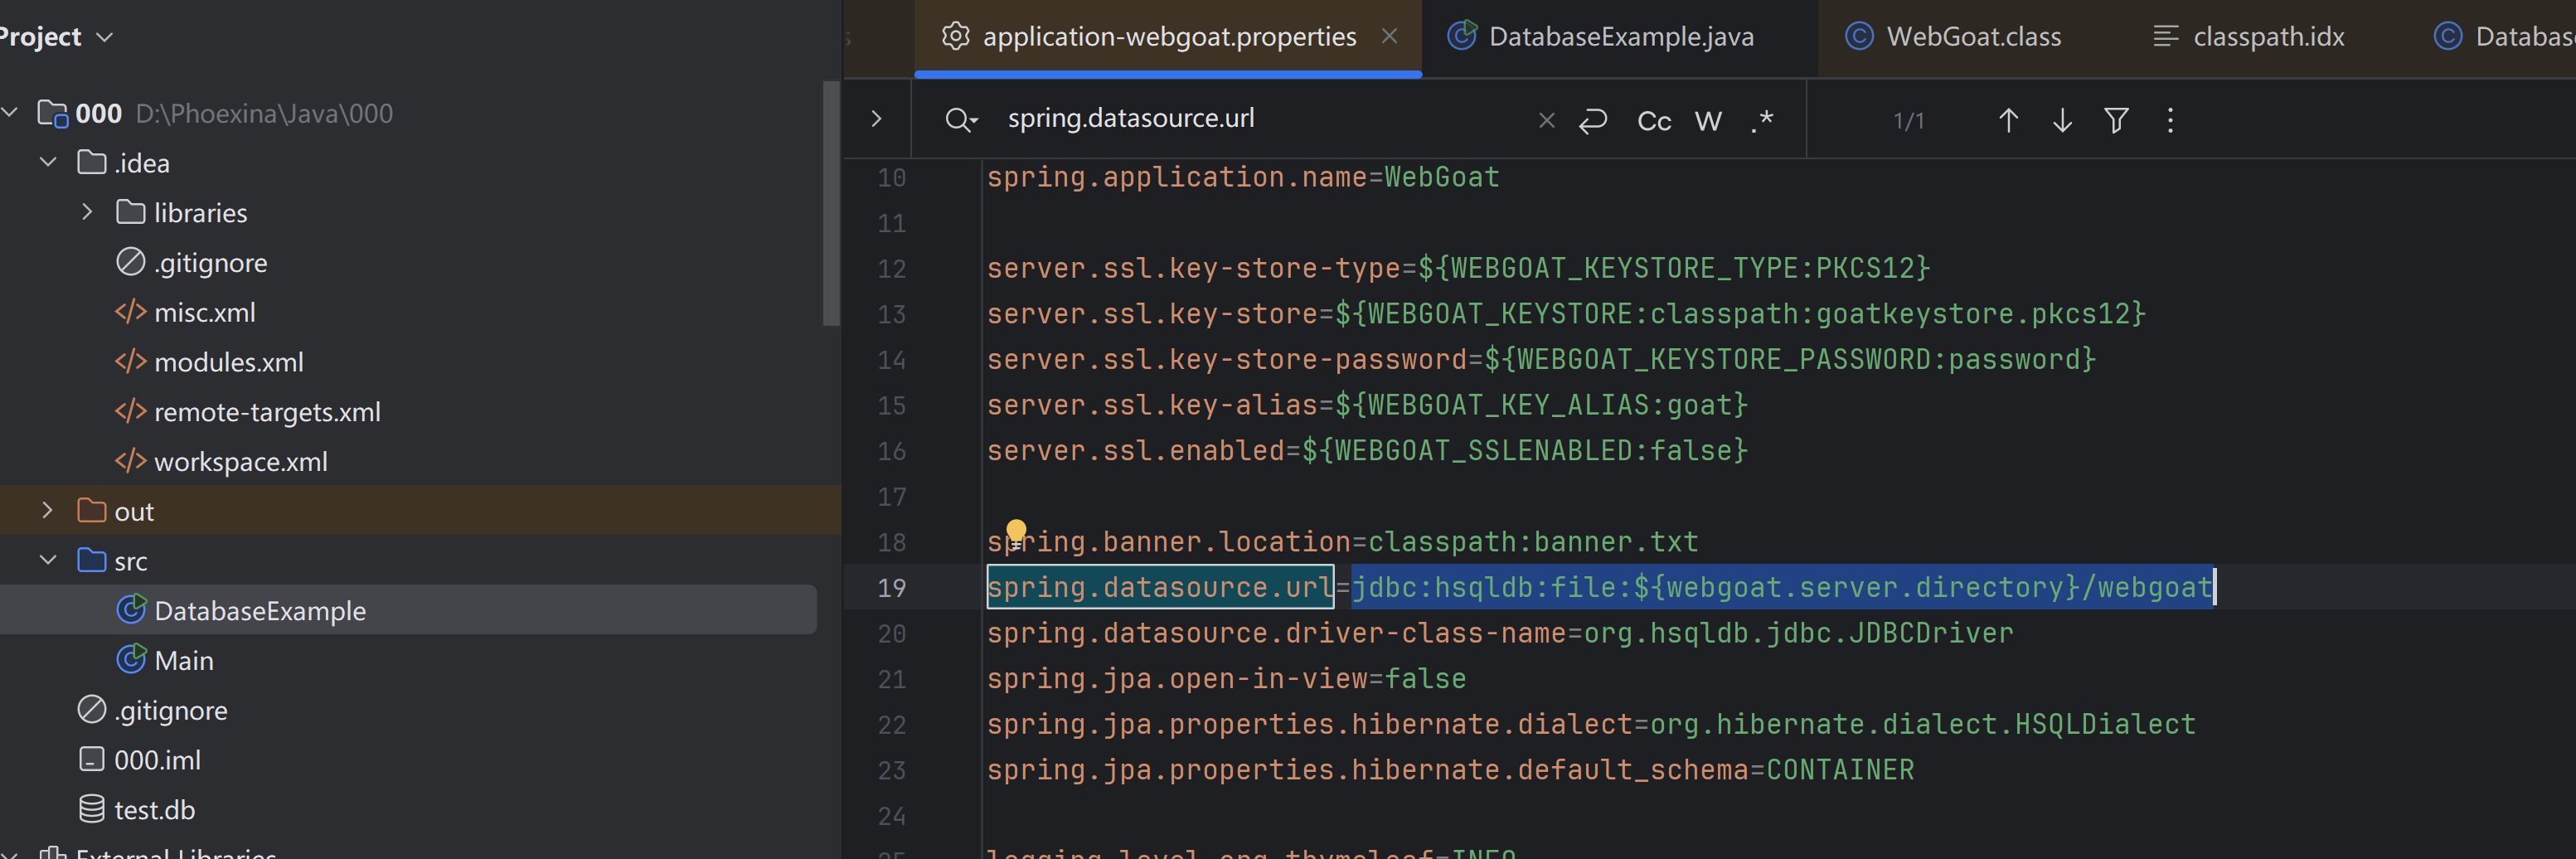 Project
000 D:\Phoexina\Java\000
.idea
libraries
.gitignore
misc.xml
modules.xml
remote-targets.xml
workspace.xml
out
src
DatabaseExample
Main
.gitignore
000.iml
test.db
External Libraries
application-webgoat.properties
DatabaseExample.java
WebGoat.class
classpath.idx
spring.datasource.url
Cc W .*
1/1
10 spring.application.name=WebGoat
11
12 server.ssl.key-store-type=${WEBGOAT_KEYSTORE_TYPE:PKCS12}
13 server.ssl.key-store=${WEBGOAT_KEYSTORE:classpath:goatkeystore.pkcs12}
14 server.ssl.key-store-password=${WEBGOAT_KEYSTORE_PASSWORD:password}
15 server.ssl.key-alias=${WEBGOAT_KEY_ALIAS:goat}
16 server.ssl.enabled=${WEBGOAT_SSLENABLED:false}
17
18 spring.banner.location=classpath:banner.txt
19 spring.datasource.url=jdbc:hsqldb:file:${webgoat.server.directory}/webgoat
20 spring.datasource.driver-class-name=org.hsqldb.jdbc.JDBCDriver
21 spring.jpa.open-in-view=false
22 spring.jpa.properties.hibernate.dialect=org.hibernate.dialect.HSQLDialect
23 spring.jpa.properties.hibernate.default_schema=CONTAINER
24
25 logging.level.org.thymeleaf=INFO